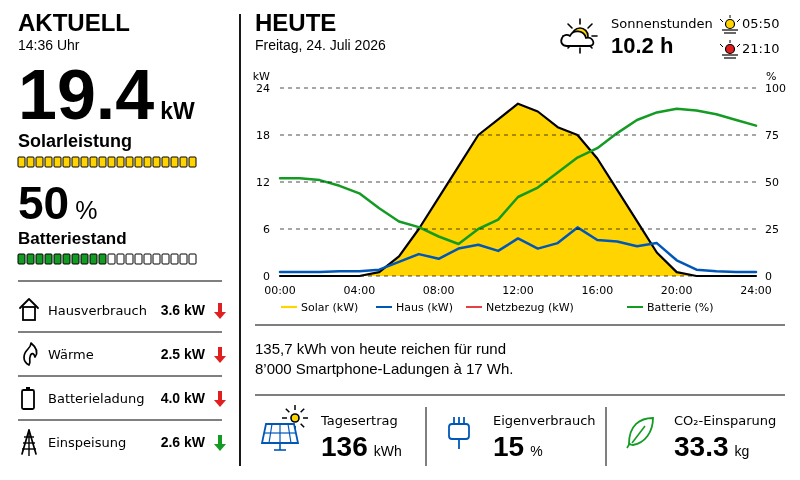 AKTUELL
14:36 Uhr
19.4 kW
Solarleistung
50 %
Batteriestand
Hausverbrauch 3.6 kW
Wärme 2.5 kW
Batterieladung 4.0 kW
Einspeisung 2.6 kW
HEUTE
Freitag, 24. Juli 2026
Sonnenstunden
10.2 h
05:50
21:10
kW %
24 100
18 75
12 50
6 25
0 0
00:00 04:00 08:00 12:00 16:00 20:00 24:00
Solar (kW) Haus (kW) Netzbezug (kW) Batterie (%)
135,7 kWh von heute reichen für rund
8’000 Smartphone-Ladungen à 17 Wh.
Tagesertrag
136 kWh
Eigenverbrauch
15 %
CO₂-Einsparung
33.3 kg